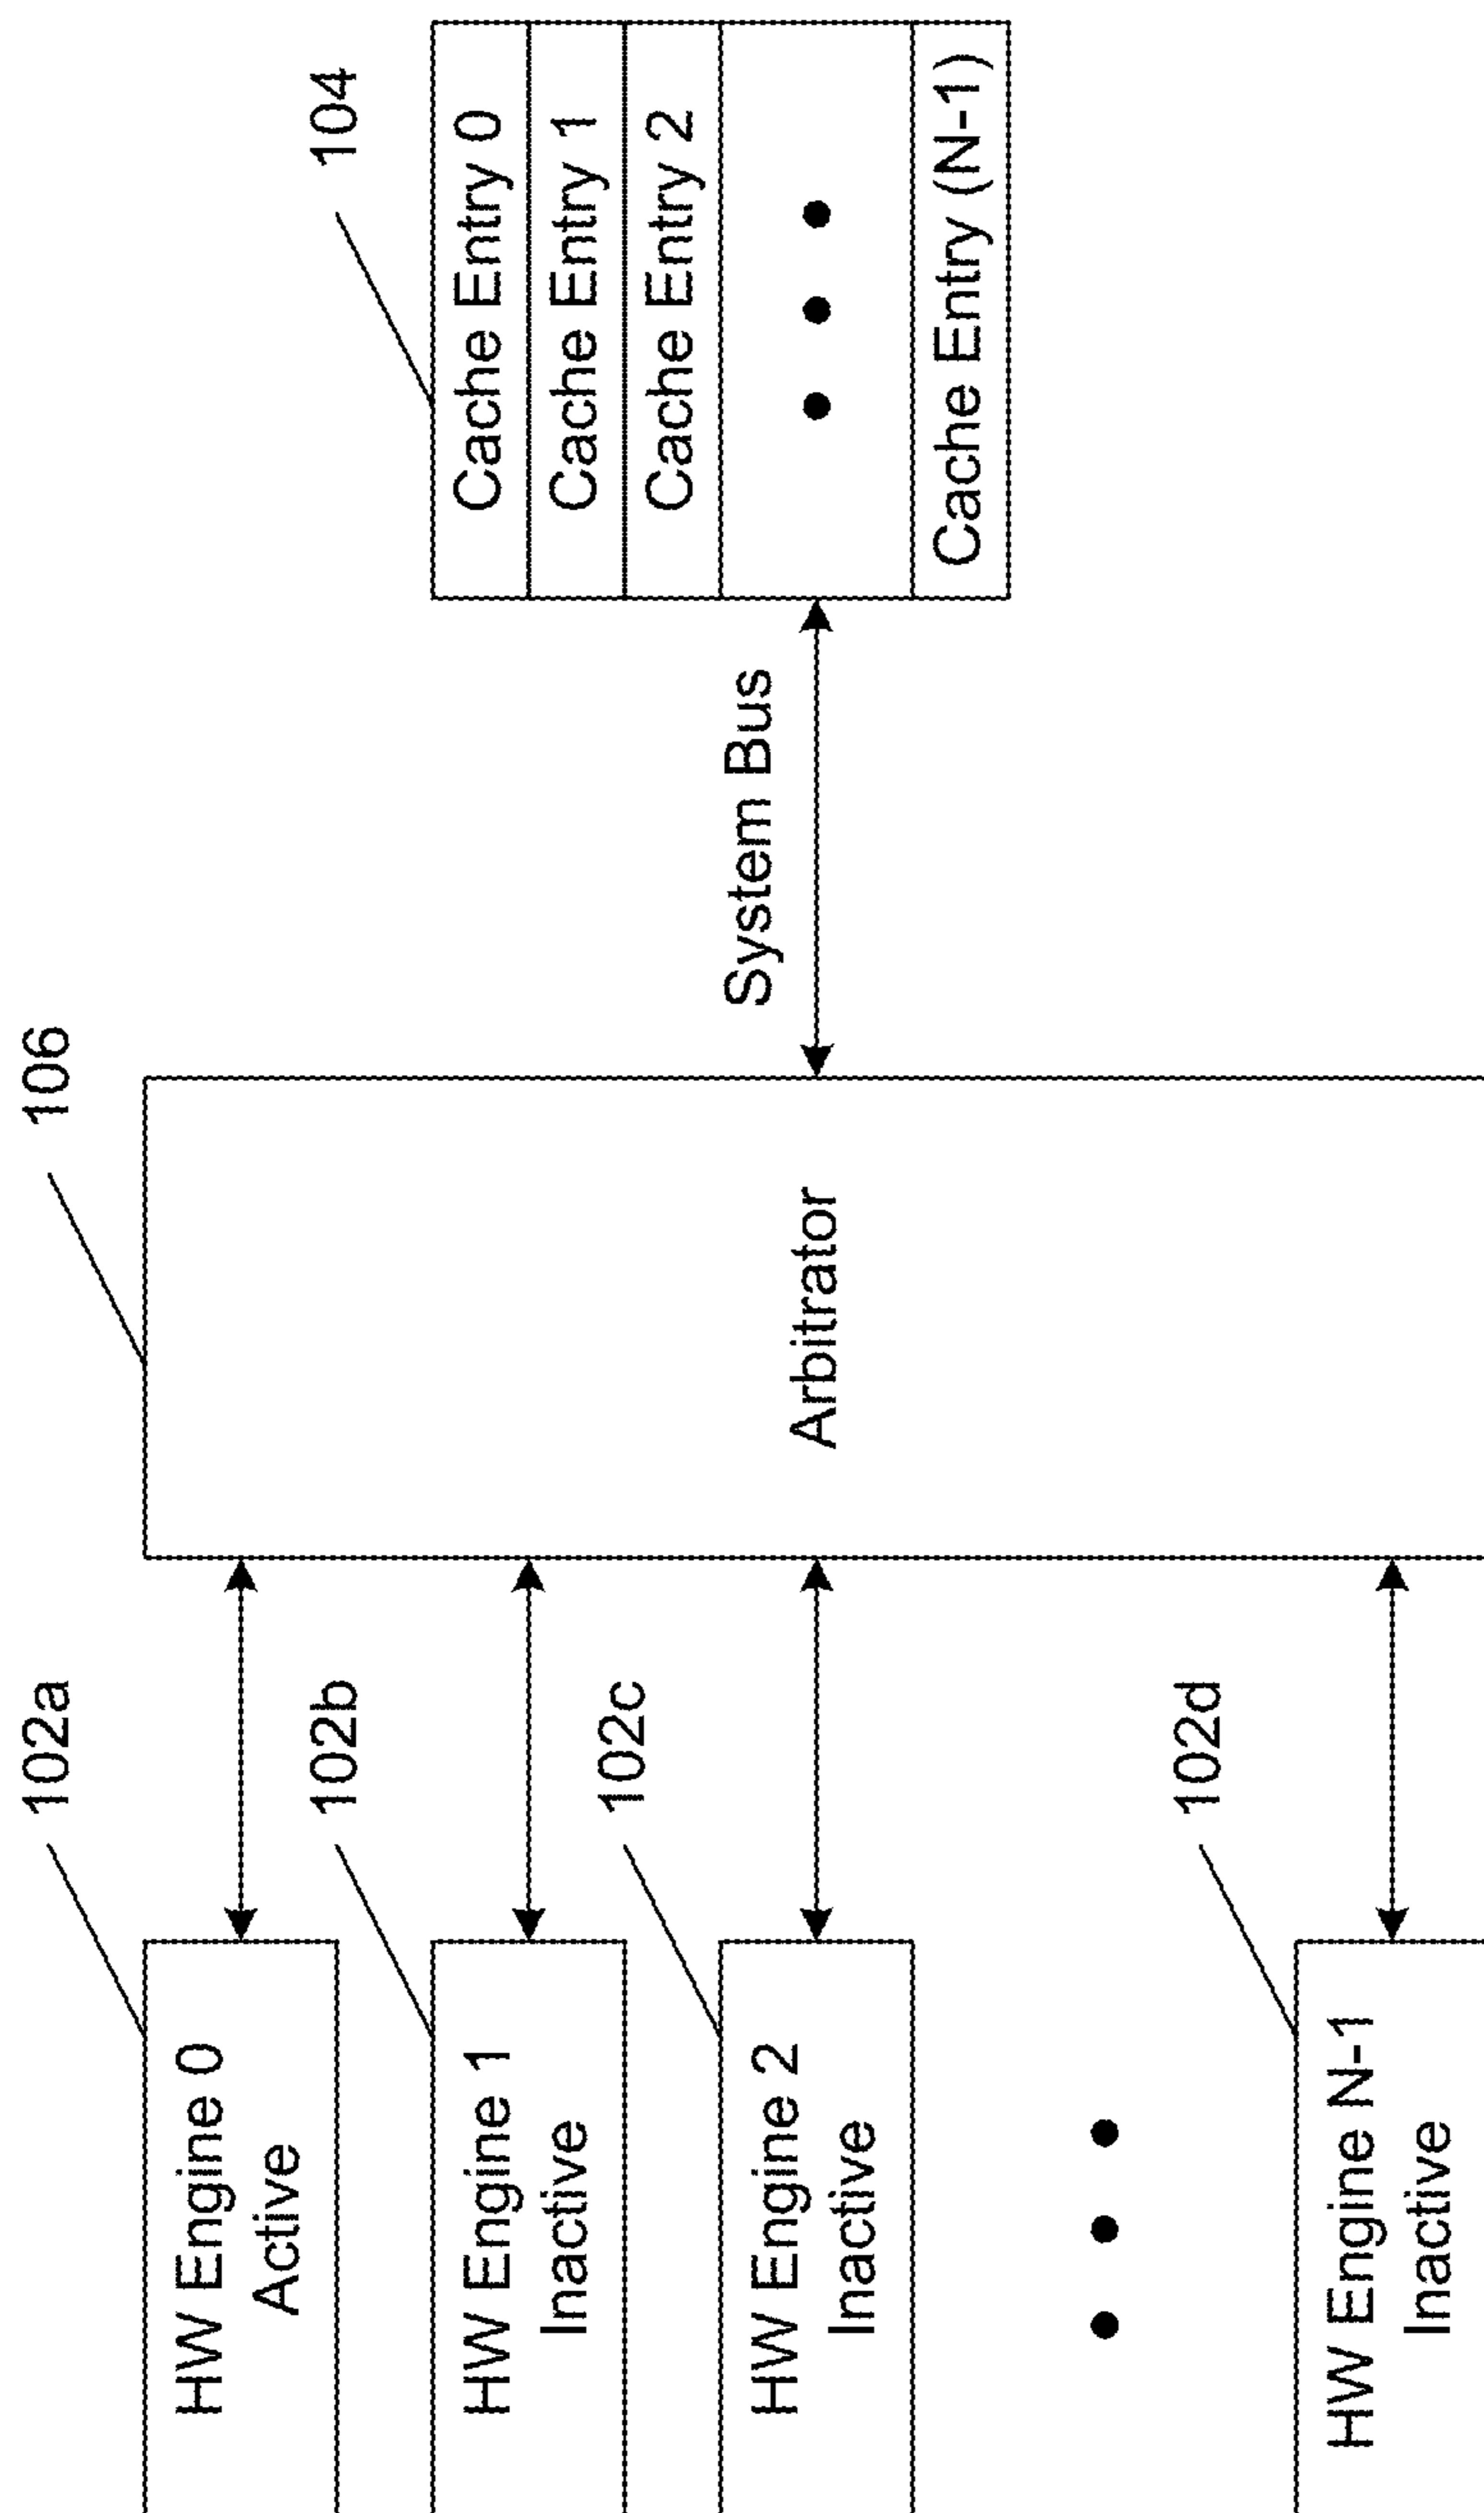 102a
HW Engine 0
Active
102b
HW Engine 1
Inactive
102c
HW Engine 2
Inactive
102d
HW Engine N-1
Inactive
106
Arbitrator
System Bus
104
Cache Entry 0
Cache Entry 1
Cache Entry 2
Cache Entry (N-1)